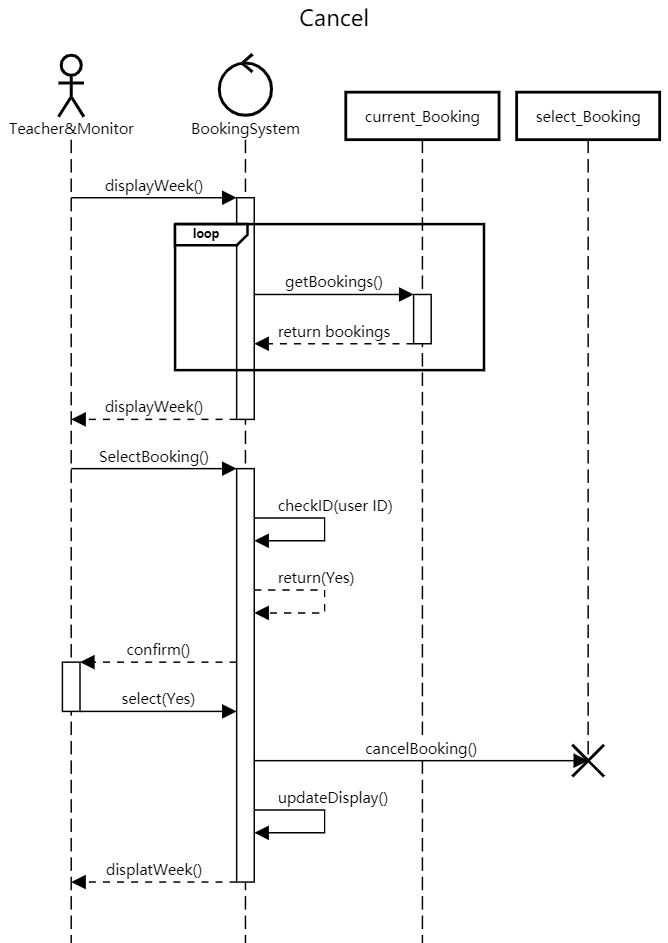 Cancel
Teacher&Monitor
BookingSystem
current_Booking
select_Booking
displayWeek()
loop
getBookings()
return bookings
displayWeek()
SelectBooking()
checkID(user ID)
return(Yes)
confirm()
select(Yes)
cancelBooking()
updateDisplay()
displatWeek()